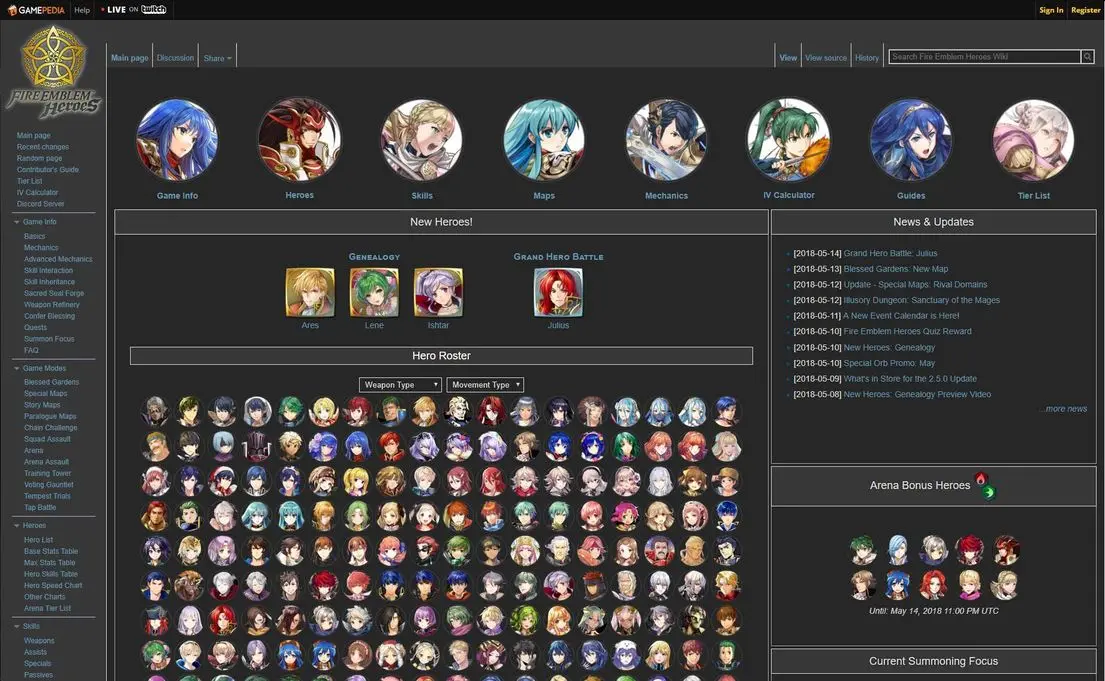 GAMEPEDIA Help • LIVE ON twitch Sign In Register
FIRE EMBLEM
HEROES
Main page Discussion Share View View source History Search Fire Emblem Heroes Wiki
Main page
Recent changes
Random page
Contributor's Guide
Tier List
IV Calculator
Discord Server
Game Info
Basics
Mechanics
Advanced Mechanics
Skill Interaction
Skill Inheritance
Sacred Seal Forge
Weapon Refinery
Confer Blessing
Quests
Summon Focus
FAQ
Game Modes
Blessed Gardens
Special Maps
Story Maps
Paralogue Maps
Chain Challenge
Squad Assault
Arena
Arena Assault
Training Tower
Voting Gauntlet
Tempest Trials
Tap Battle
Heroes
Hero List
Base Stats Table
Max Stats Table
Hero Skills Table
Hero Speed Chart
Other Charts
Arena Tier List
Skills
Weapons
Assists
Specials
Passives
Game Info Heroes Skills Maps Mechanics IV Calculator Guides Tier List
New Heroes!
GENEALOGY GRAND HERO BATTLE
Ares Lene Ishtar Julius
Hero Roster
Weapon Type Movement Type
News & Updates
[2018-05-14] Grand Hero Battle: Julius
[2018-05-13] Blessed Gardens: New Map
[2018-05-12] Update - Special Maps: Rival Domains
[2018-05-12] Illusory Dungeon: Sanctuary of the Mages
[2018-05-11] A New Event Calendar is Here!
[2018-05-10] Fire Emblem Heroes Quiz Reward
[2018-05-10] New Heroes: Genealogy
[2018-05-10] Special Orb Promo: May
[2018-05-09] What's in Store for the 2.5.0 Update
[2018-05-08] New Heroes: Genealogy Preview Video
...more news
Arena Bonus Heroes
Until: May 14, 2018 11:00 PM UTC
Current Summoning Focus